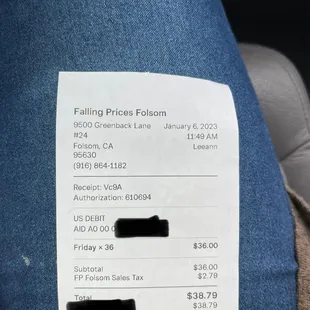 Falling Prices Folsom
9500 Greenback Lane January 6, 2023
#24 11:49 AM
Folsom, CA Leeann
95630
(916) 864-1182
Receipt: Vc9A
Authorization: 610694
US DEBIT
AID A0 00 0
Friday × 36 $36.00
Subtotal $36.00
FP Folsom Sales Tax $2.79
Total $38.79
$38.79